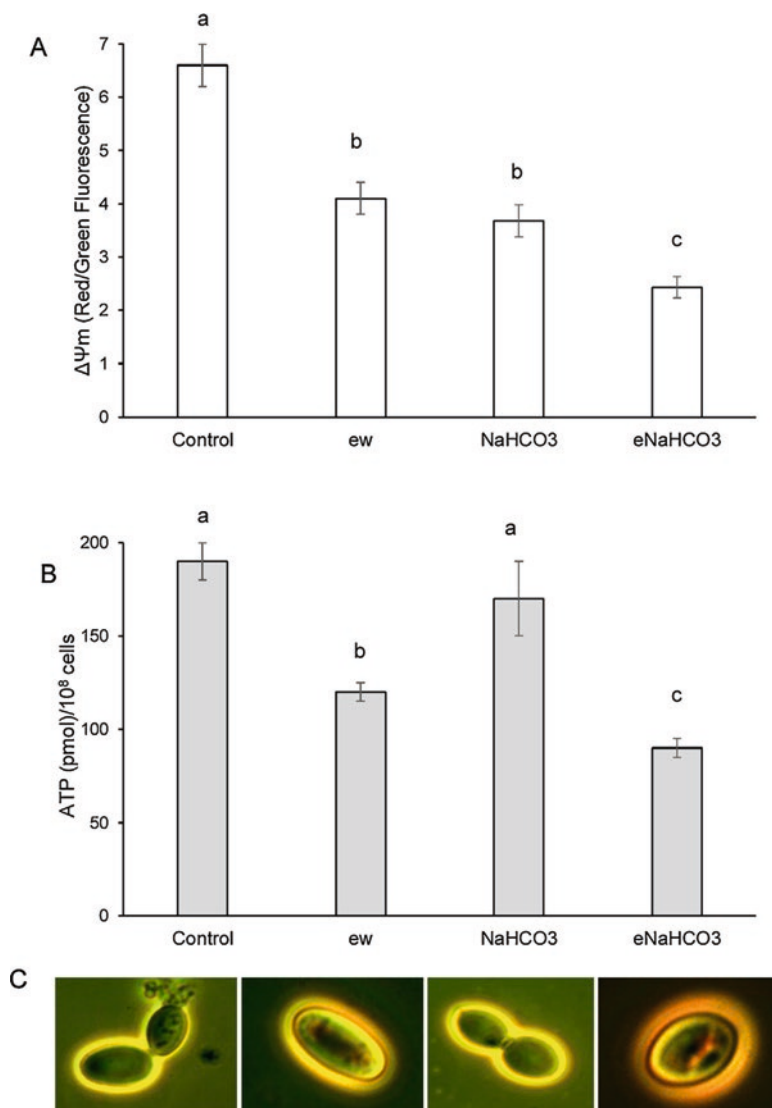 A
a
7
6
5
4
3
2
1
0
b
b
c
ΔΨm (Red/Green Fluorescence)
Control ew NaHCO3 eNaHCO3
B
a
a
200
150
100
50
0
b
c
ATP (pmol)/10⁸ cells
Control ew NaHCO3 eNaHCO3
C